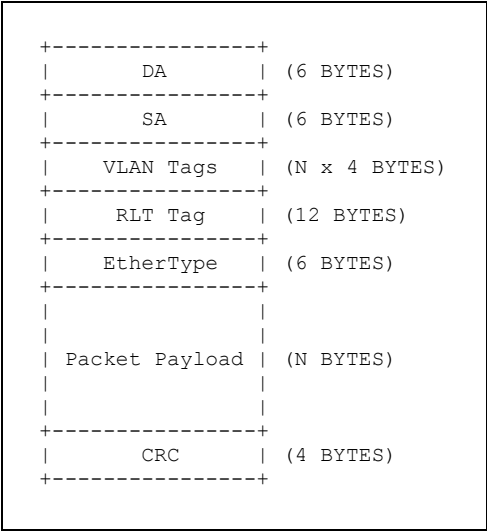 +-----------------+
|       DA        | (6 BYTES)
+-----------------+
|       SA        | (6 BYTES)
+-----------------+
|    VLAN Tags    | (N x 4 BYTES)
+-----------------+
|     RLT Tag     | (12 BYTES)
+-----------------+
|    EtherType    | (6 BYTES)
+-----------------+
|                 |
|                 |
| Packet Payload  | (N BYTES)
|                 |
|                 |
+-----------------+
|       CRC       | (4 BYTES)
+-----------------+